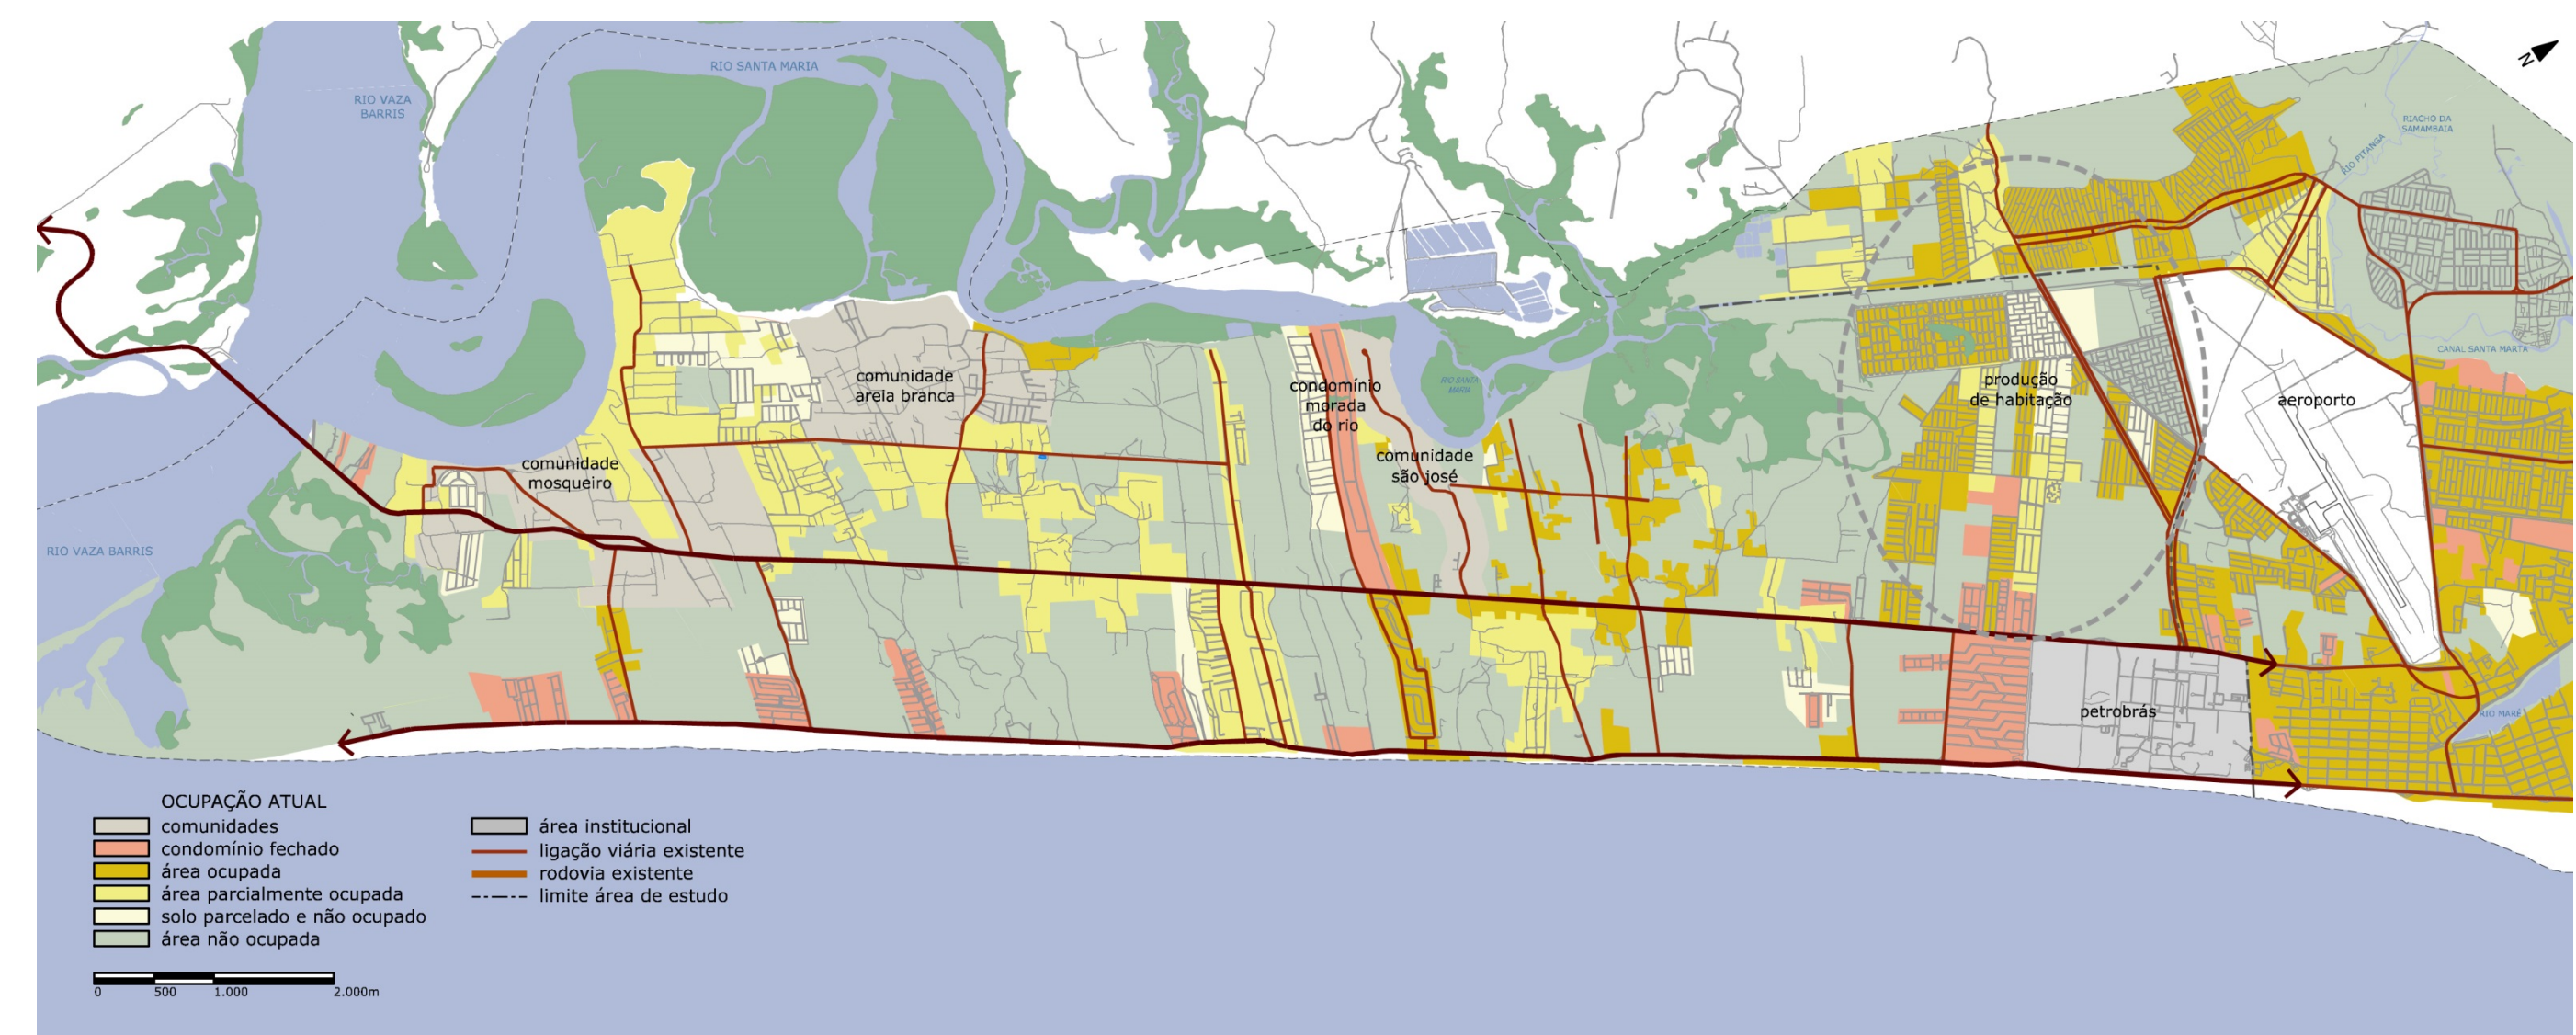 RIO SANTA MARIA
RIO VAZA
BARRIS
N
RIACHO DA
SAMAMBAIA
RIO PITANGA
CANAL SANTA MARTA
comunidade
areia branca
condomínio
morada
do rio
RIO SANTA
MARIA
produção
de habitação
aeroporto
comunidade
mosqueiro
comunidade
são josé
RIO VAZA BARRIS
petrobrás
RIO MARÉ
OCUPAÇÃO ATUAL
comunidades
condomínio fechado
área ocupada
área parcialmente ocupada
solo parcelado e não ocupado
área não ocupada
área institucional
ligação viária existente
rodovia existente
limite área de estudo
0 500 1.000 2.000m